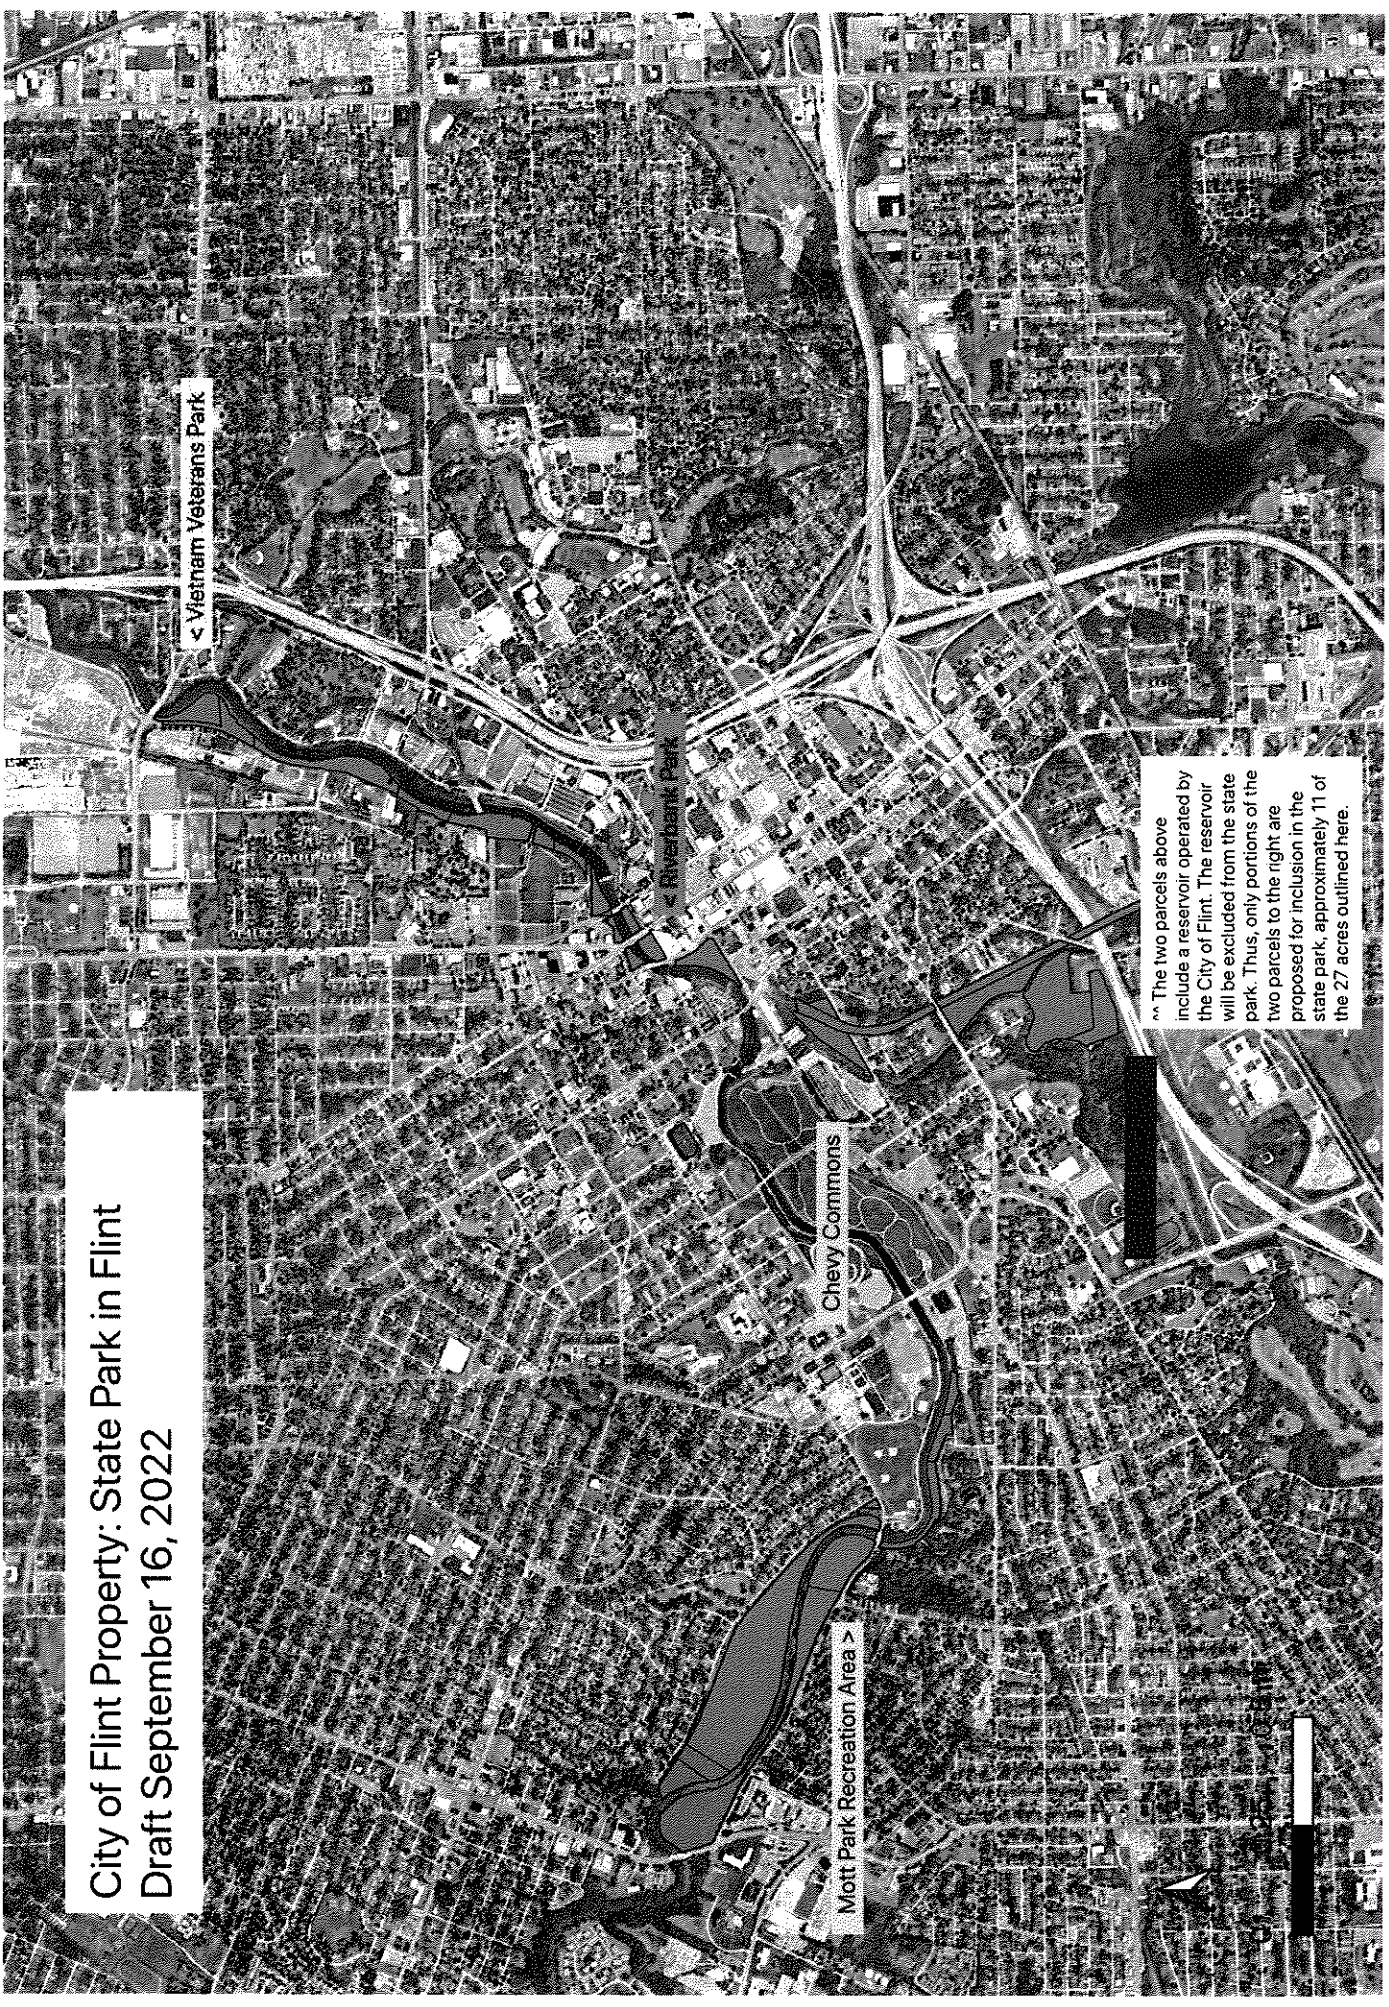 City of Flint Property: State Park in Flint
Draft September 16, 2022
< Vietnam Veterans Park
< Riverbank Park
Chevy Commons
Mott Park Recreation Area >
^^ The two parcels above
include a reservoir operated by
the City of Flint. The reservoir
will be excluded from the state
park. Thus, only portions of the
two parcels to the right are
proposed for inclusion in the
state park, approximately 11 of
the 27 acres outlined here.